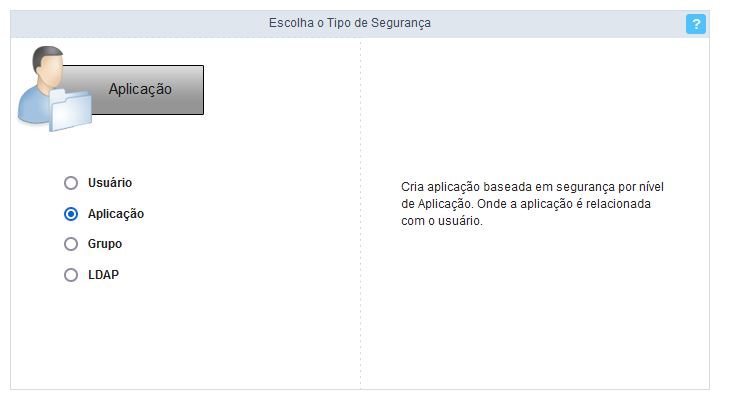 Escolha o Tipo de Segurança
?
Aplicação
Usuário
Aplicação
Grupo
LDAP
Cria aplicação baseada em segurança por nível
de Aplicação. Onde a aplicação é relacionada
com o usuário.